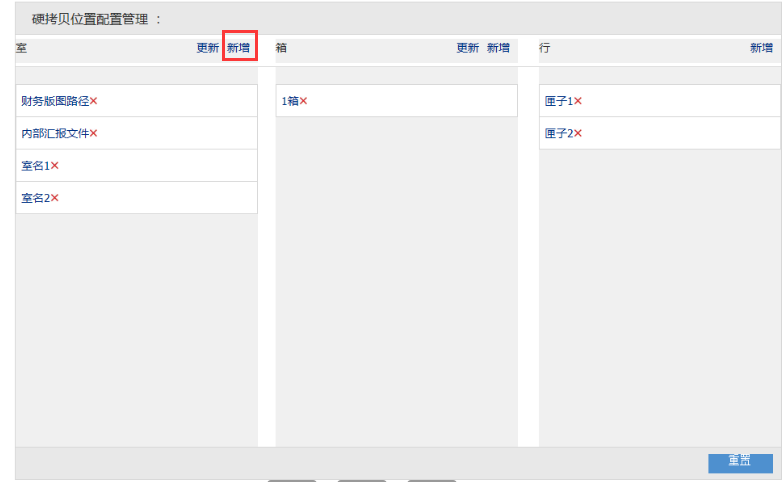 硬拷贝位置配置管理 ：
室 更新 新增 箱 更新 新增 行 新增
财务版图路径× 1箱× 匣子1×
内部汇报文件× 匣子2×
室名1×
室名2×
重置